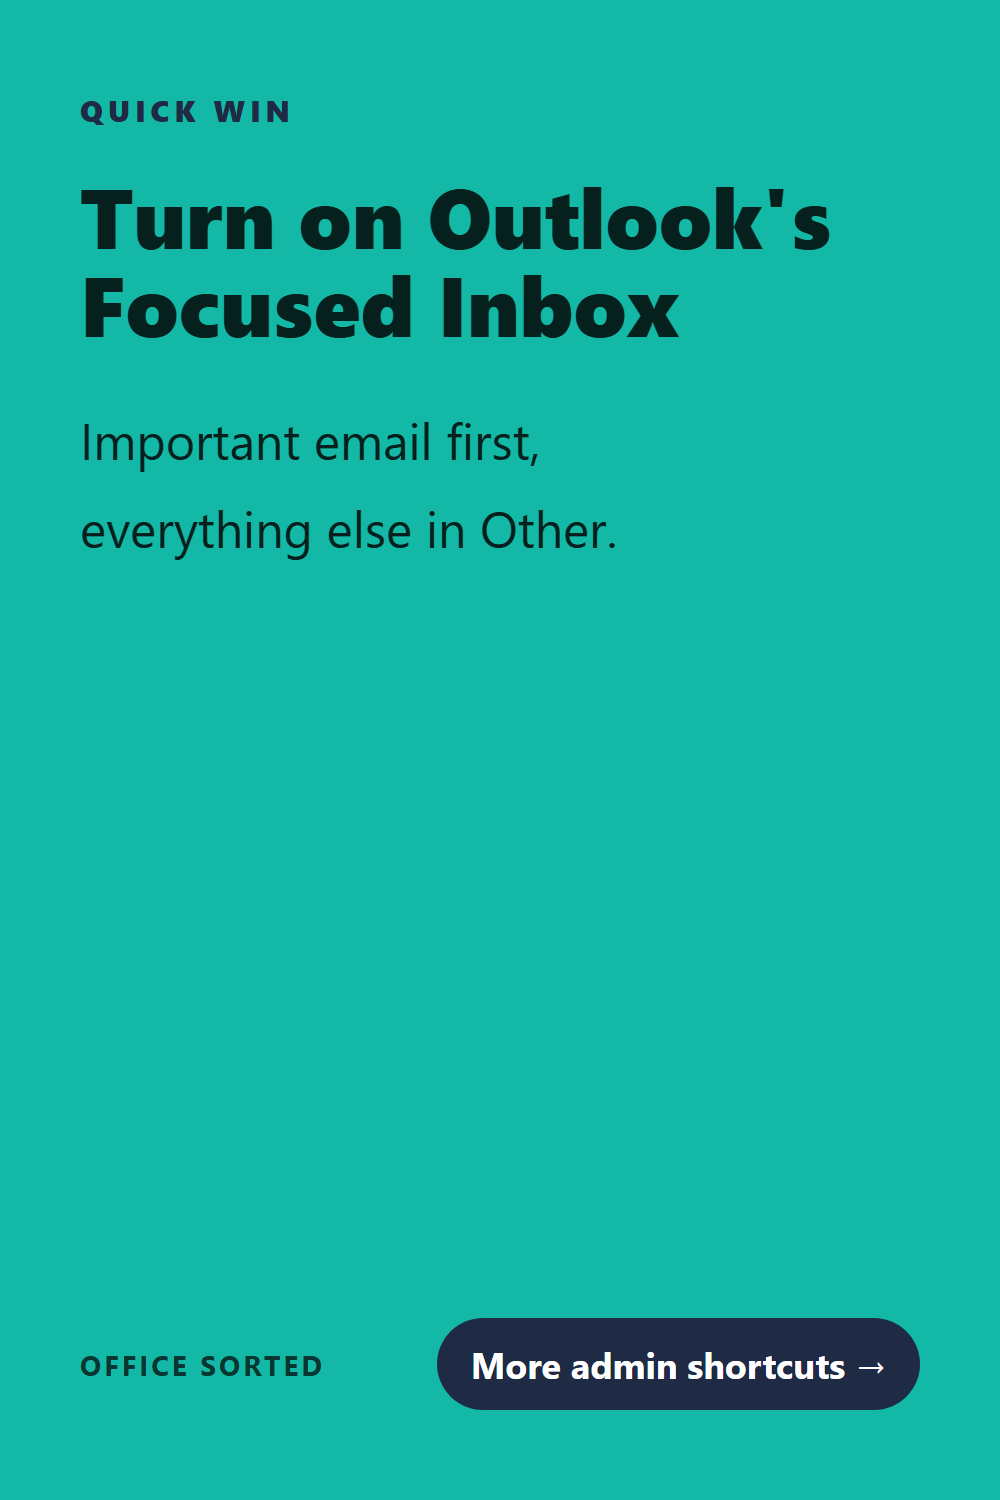 QUICK WIN
Turn on Outlook's
Focused Inbox
Important email first,
everything else in Other.
OFFICE SORTED
More admin shortcuts →